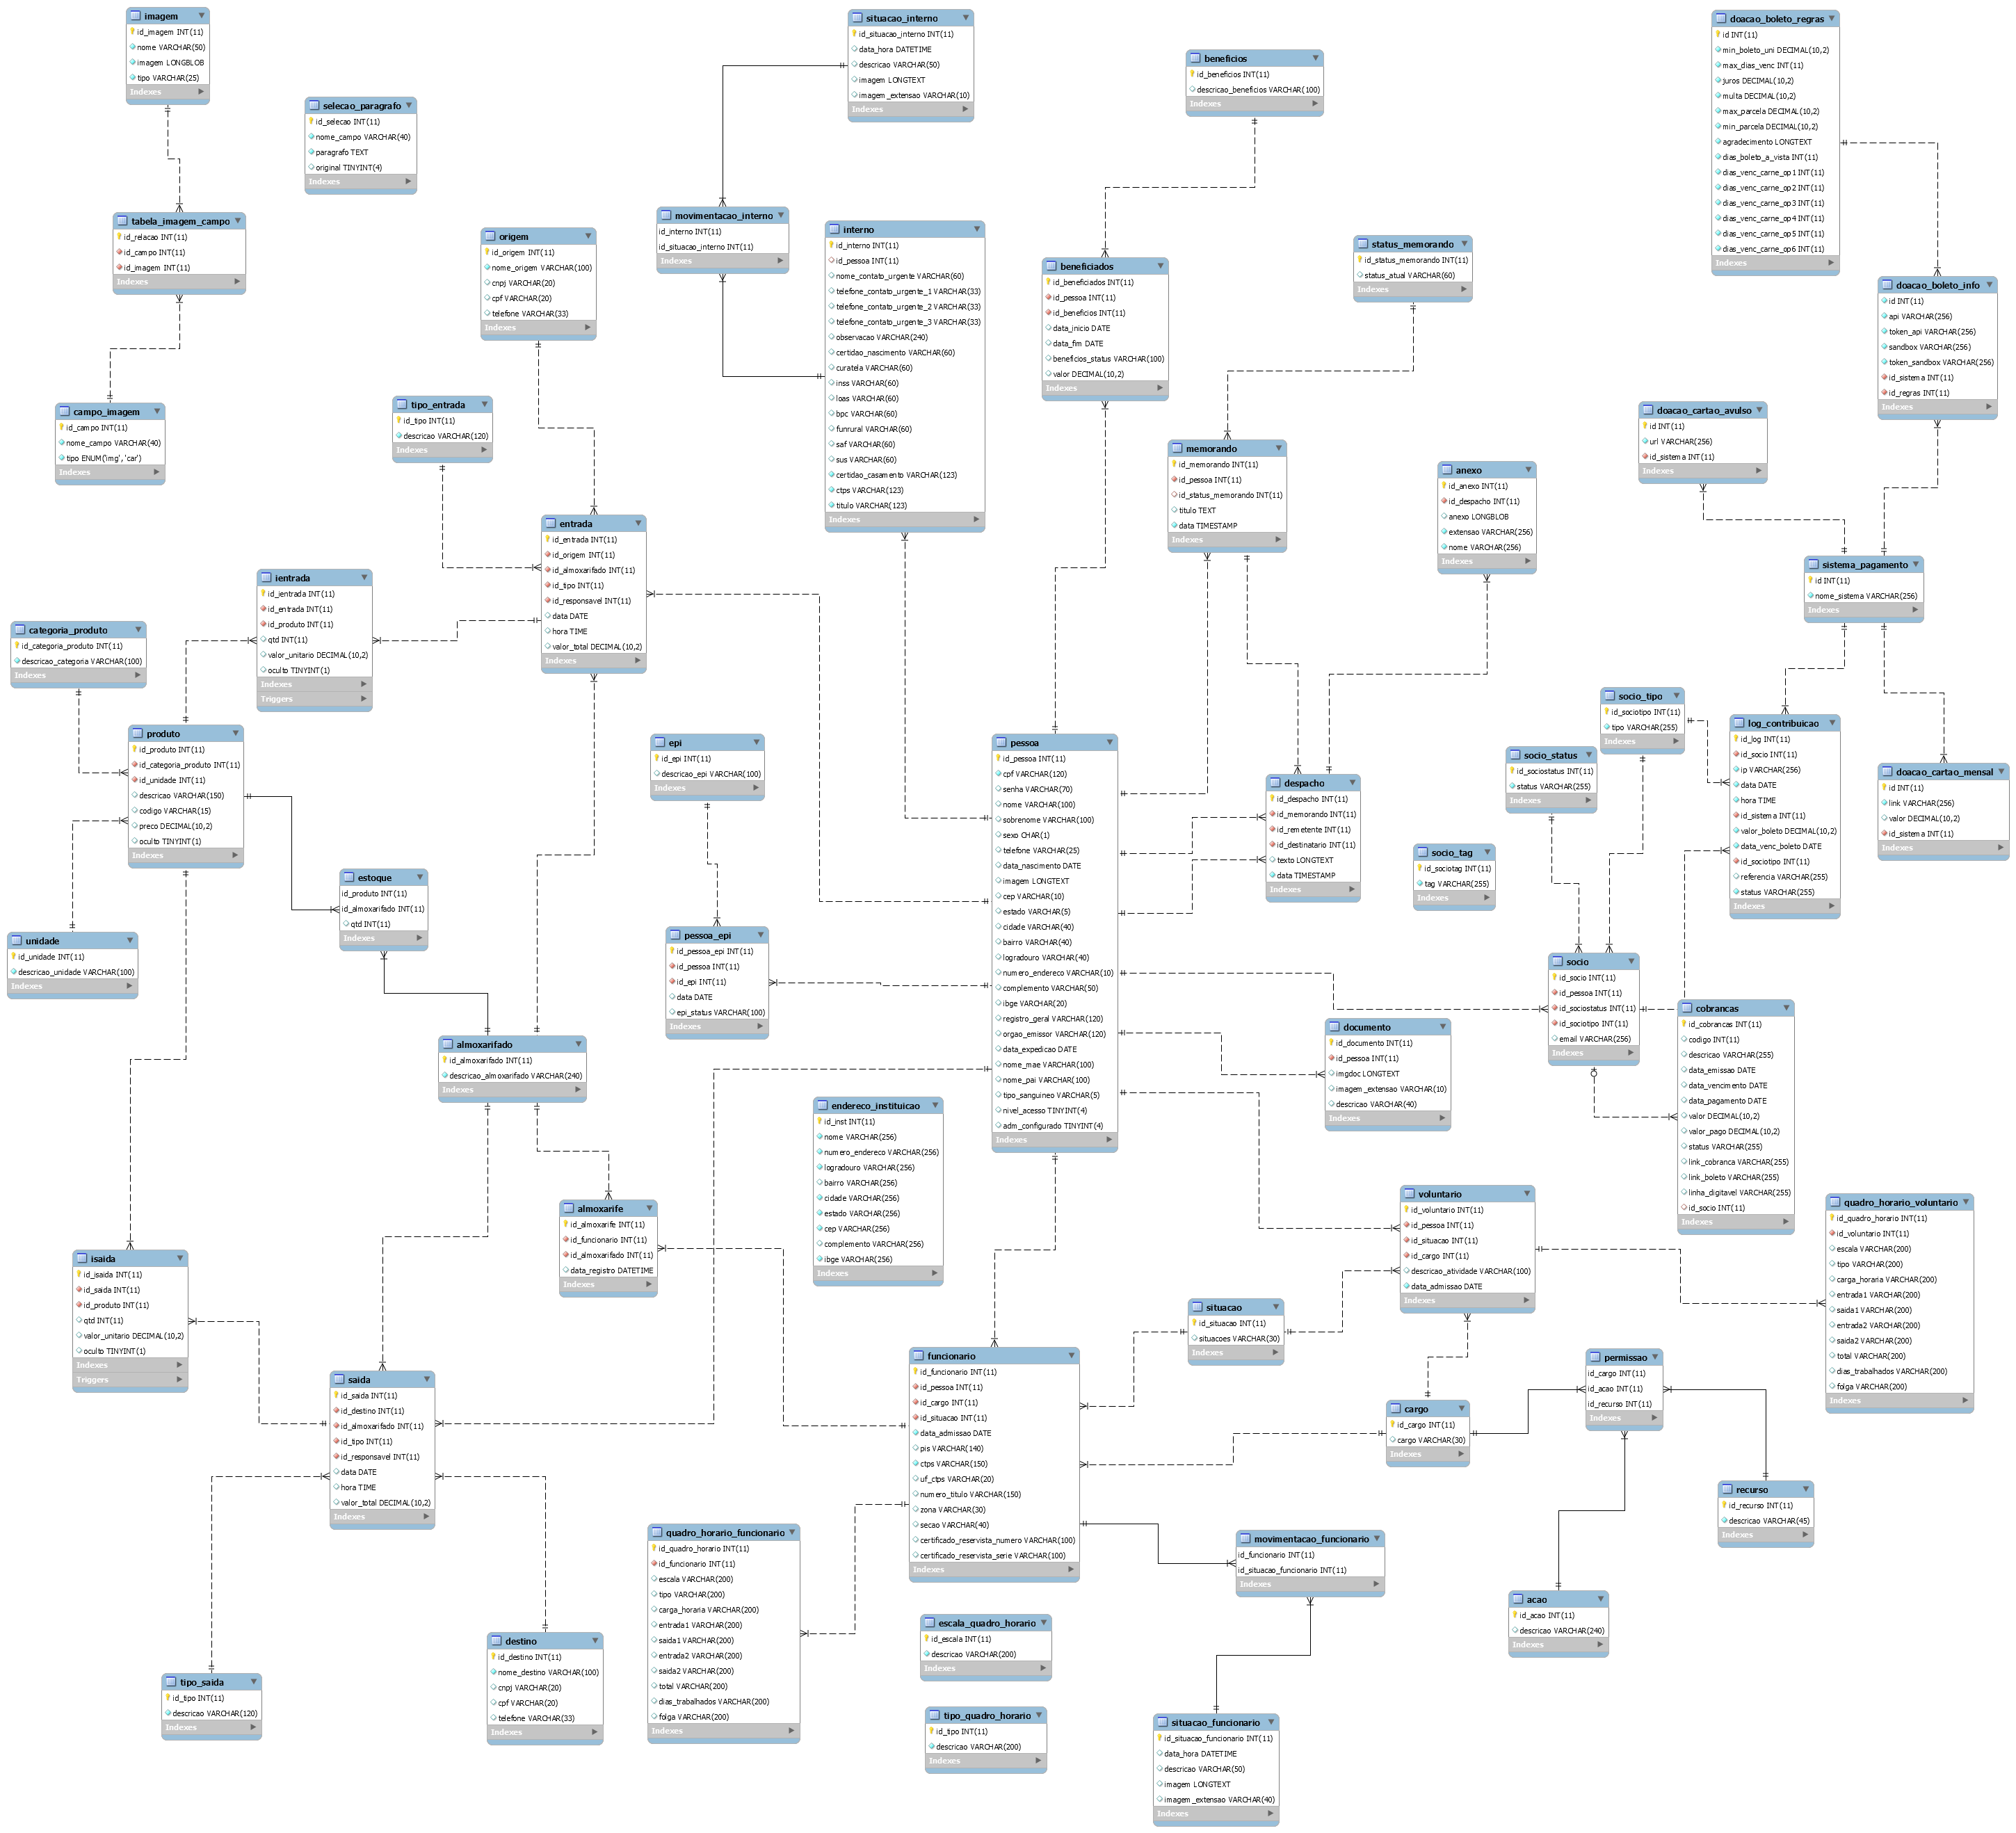 imagem
id_imagem INT(11)
nome VARCHAR(50)
imagem LONGBLOB
tipo VARCHAR(25)
Indexes
selecao_paragrafo
id_selecao INT(11)
nome_campo VARCHAR(40)
paragrafo TEXT
original TINYINT(4)
Indexes
situacao_interno
id_situacao_interno INT(11)
data_hora DATETIME
descricao VARCHAR(50)
imagem LONGTEXT
imagem_extensao VARCHAR(10)
Indexes
beneficios
id_beneficios INT(11)
descricao_beneficios VARCHAR(100)
Indexes
doacao_boleto_regras
id INT(11)
min_boleto_uni DECIMAL(10,2)
max_dias_venc INT(11)
juros DECIMAL(10,2)
multa DECIMAL(10,2)
max_parcela DECIMAL(10,2)
min_parcela DECIMAL(10,2)
agradecimento LONGTEXT
dias_boleto_a_vista INT(11)
dias_venc_carne_op1 INT(11)
dias_venc_carne_op2 INT(11)
dias_venc_carne_op3 INT(11)
dias_venc_carne_op4 INT(11)
dias_venc_carne_op5 INT(11)
dias_venc_carne_op6 INT(11)
Indexes
tabela_imagem_campo
id_relacao INT(11)
id_campo INT(11)
id_imagem INT(11)
Indexes
origem
id_origem INT(11)
nome_origem VARCHAR(100)
cnpj VARCHAR(20)
cpf VARCHAR(20)
telefone VARCHAR(33)
Indexes
movimentacao_interno
id_interno INT(11)
id_situacao_interno INT(11)
Indexes
interno
id_interno INT(11)
id_pessoa INT(11)
nome_contato_urgente VARCHAR(60)
telefone_contato_urgente_1 VARCHAR(33)
telefone_contato_urgente_2 VARCHAR(33)
telefone_contato_urgente_3 VARCHAR(33)
observacao VARCHAR(240)
certidao_nascimento VARCHAR(60)
curatela VARCHAR(60)
inss VARCHAR(60)
loas VARCHAR(60)
bpc VARCHAR(60)
funrural VARCHAR(60)
saf VARCHAR(60)
sus VARCHAR(60)
certidao_casamento VARCHAR(123)
ctps VARCHAR(123)
titulo VARCHAR(123)
Indexes
beneficiados
id_beneficiados INT(11)
id_pessoa INT(11)
id_beneficios INT(11)
data_inicio DATE
data_fim DATE
beneficios_status VARCHAR(100)
valor DECIMAL(10,2)
Indexes
status_memorando
id_status_memorando INT(11)
status_atual VARCHAR(60)
Indexes
doacao_boleto_info
id INT(11)
api VARCHAR(256)
token_api VARCHAR(256)
sandbox VARCHAR(256)
token_sandbox VARCHAR(256)
id_sistema INT(11)
id_regras INT(11)
Indexes
campo_imagem
id_campo INT(11)
nome_campo VARCHAR(40)
tipo ENUM('img', 'car')
Indexes
tipo_entrada
id_tipo INT(11)
descricao VARCHAR(120)
Indexes
memorando
id_memorando INT(11)
id_pessoa INT(11)
id_status_memorando INT(11)
titulo TEXT
data TIMESTAMP
Indexes
anexo
id_anexo INT(11)
id_despacho INT(11)
anexo LONGBLOB
extensao VARCHAR(256)
nome VARCHAR(256)
Indexes
doacao_cartao_avulso
id INT(11)
url VARCHAR(256)
id_sistema INT(11)
Indexes
entrada
id_entrada INT(11)
id_origem INT(11)
id_almoxarifado INT(11)
id_tipo INT(11)
id_responsavel INT(11)
data DATE
hora TIME
valor_total DECIMAL(10,2)
Indexes
ientrada
id_ientrada INT(11)
id_entrada INT(11)
id_produto INT(11)
qtd INT(11)
valor_unitario DECIMAL(10,2)
oculto TINYINT(1)
Indexes
Triggers
sistema_pagamento
id INT(11)
nome_sistema VARCHAR(256)
Indexes
categoria_produto
id_categoria_produto INT(11)
descricao_categoria VARCHAR(100)
Indexes
produto
id_produto INT(11)
id_categoria_produto INT(11)
id_unidade INT(11)
descricao VARCHAR(150)
codigo VARCHAR(15)
preco DECIMAL(10,2)
oculto TINYINT(1)
Indexes
epi
id_epi INT(11)
descricao_epi VARCHAR(100)
Indexes
pessoa
id_pessoa INT(11)
cpf VARCHAR(120)
senha VARCHAR(70)
nome VARCHAR(100)
sobrenome VARCHAR(100)
sexo CHAR(1)
telefone VARCHAR(25)
data_nascimento DATE
imagem LONGTEXT
cep VARCHAR(10)
estado VARCHAR(5)
cidade VARCHAR(40)
bairro VARCHAR(40)
logradouro VARCHAR(40)
numero_endereco VARCHAR(10)
complemento VARCHAR(50)
ibge VARCHAR(20)
registro_geral VARCHAR(120)
orgao_emissor VARCHAR(120)
data_expedicao DATE
nome_mae VARCHAR(100)
nome_pai VARCHAR(100)
tipo_sanguineo VARCHAR(5)
nivel_acesso TINYINT(4)
adm_configurado TINYINT(4)
Indexes
despacho
id_despacho INT(11)
id_memorando INT(11)
id_remetente INT(11)
id_destinatario INT(11)
texto LONGTEXT
data TIMESTAMP
Indexes
socio_tipo
id_sociotipo INT(11)
tipo VARCHAR(255)
Indexes
socio_status
id_sociostatus INT(11)
status VARCHAR(255)
Indexes
log_contribuicao
id_log INT(11)
id_socio INT(11)
ip VARCHAR(256)
data DATE
hora TIME
id_sistema INT(11)
valor_boleto DECIMAL(10,2)
data_venc_boleto DATE
id_sociotipo INT(11)
referencia VARCHAR(255)
status VARCHAR(255)
Indexes
doacao_cartao_mensal
id INT(11)
link VARCHAR(256)
valor DECIMAL(10,2)
id_sistema INT(11)
Indexes
socio_tag
id_sociotag INT(11)
tag VARCHAR(255)
Indexes
estoque
id_produto INT(11)
id_almoxarifado INT(11)
qtd INT(11)
Indexes
unidade
id_unidade INT(11)
descricao_unidade VARCHAR(100)
Indexes
pessoa_epi
id_pessoa_epi INT(11)
id_pessoa INT(11)
id_epi INT(11)
data DATE
epi_status VARCHAR(100)
Indexes
socio
id_socio INT(11)
id_pessoa INT(11)
id_sociostatus INT(11)
id_sociotipo INT(11)
email VARCHAR(256)
Indexes
cobrancas
id_cobrancas INT(11)
codigo INT(11)
descricao VARCHAR(255)
data_emissao DATE
data_vencimento DATE
data_pagamento DATE
valor DECIMAL(10,2)
valor_pago DECIMAL(10,2)
status VARCHAR(255)
link_cobranca VARCHAR(255)
link_boleto VARCHAR(255)
linha_digitavel VARCHAR(255)
id_socio INT(11)
Indexes
documento
id_documento INT(11)
id_pessoa INT(11)
imgdoc LONGTEXT
imagem_extensao VARCHAR(10)
descricao VARCHAR(40)
Indexes
almoxarifado
id_almoxarifado INT(11)
descricao_almoxarifado VARCHAR(240)
Indexes
endereco_instituicao
id_inst INT(11)
nome VARCHAR(256)
numero_endereco VARCHAR(256)
logradouro VARCHAR(256)
bairro VARCHAR(256)
cidade VARCHAR(256)
estado VARCHAR(256)
cep VARCHAR(256)
complemento VARCHAR(256)
ibge VARCHAR(256)
Indexes
almoxarife
id_almoxarife INT(11)
id_funcionario INT(11)
id_almoxarifado INT(11)
data_registro DATETIME
Indexes
voluntario
id_voluntario INT(11)
id_pessoa INT(11)
id_situacao INT(11)
id_cargo INT(11)
descricao_atividade VARCHAR(100)
data_admissao DATE
Indexes
quadro_horario_voluntario
id_quadro_horario INT(11)
id_voluntario INT(11)
escala VARCHAR(200)
tipo VARCHAR(200)
carga_horaria VARCHAR(200)
entrada1 VARCHAR(200)
saida1 VARCHAR(200)
entrada2 VARCHAR(200)
saida2 VARCHAR(200)
total VARCHAR(200)
dias_trabalhados VARCHAR(200)
folga VARCHAR(200)
Indexes
isaida
id_isaida INT(11)
id_saida INT(11)
id_produto INT(11)
qtd INT(11)
valor_unitario DECIMAL(10,2)
oculto TINYINT(1)
Indexes
Triggers
situacao
id_situacao INT(11)
situacoes VARCHAR(30)
Indexes
funcionario
id_funcionario INT(11)
id_pessoa INT(11)
id_cargo INT(11)
id_situacao INT(11)
data_admissao DATE
pis VARCHAR(140)
ctps VARCHAR(150)
uf_ctps VARCHAR(20)
numero_titulo VARCHAR(150)
zona VARCHAR(30)
secao VARCHAR(40)
certificado_reservista_numero VARCHAR(100)
certificado_reservista_serie VARCHAR(100)
Indexes
permissao
id_cargo INT(11)
id_acao INT(11)
id_recurso INT(11)
Indexes
saida
id_saida INT(11)
id_destino INT(11)
id_almoxarifado INT(11)
id_tipo INT(11)
id_responsavel INT(11)
data DATE
hora TIME
valor_total DECIMAL(10,2)
Indexes
cargo
id_cargo INT(11)
cargo VARCHAR(30)
Indexes
recurso
id_recurso INT(11)
descricao VARCHAR(45)
Indexes
quadro_horario_funcionario
id_quadro_horario INT(11)
id_funcionario INT(11)
escala VARCHAR(200)
tipo VARCHAR(200)
carga_horaria VARCHAR(200)
entrada1 VARCHAR(200)
saida1 VARCHAR(200)
entrada2 VARCHAR(200)
saida2 VARCHAR(200)
total VARCHAR(200)
dias_trabalhados VARCHAR(200)
folga VARCHAR(200)
Indexes
movimentacao_funcionario
id_funcionario INT(11)
id_situacao_funcionario INT(11)
Indexes
acao
id_acao INT(11)
descricao VARCHAR(240)
Indexes
escala_quadro_horario
id_escala INT(11)
descricao VARCHAR(200)
Indexes
destino
id_destino INT(11)
nome_destino VARCHAR(100)
cnpj VARCHAR(20)
cpf VARCHAR(20)
telefone VARCHAR(33)
Indexes
tipo_saida
id_tipo INT(11)
descricao VARCHAR(120)
Indexes
tipo_quadro_horario
id_tipo INT(11)
descricao VARCHAR(200)
Indexes
situacao_funcionario
id_situacao_funcionario INT(11)
data_hora DATETIME
descricao VARCHAR(50)
imagem LONGTEXT
imagem_extensao VARCHAR(40)
Indexes